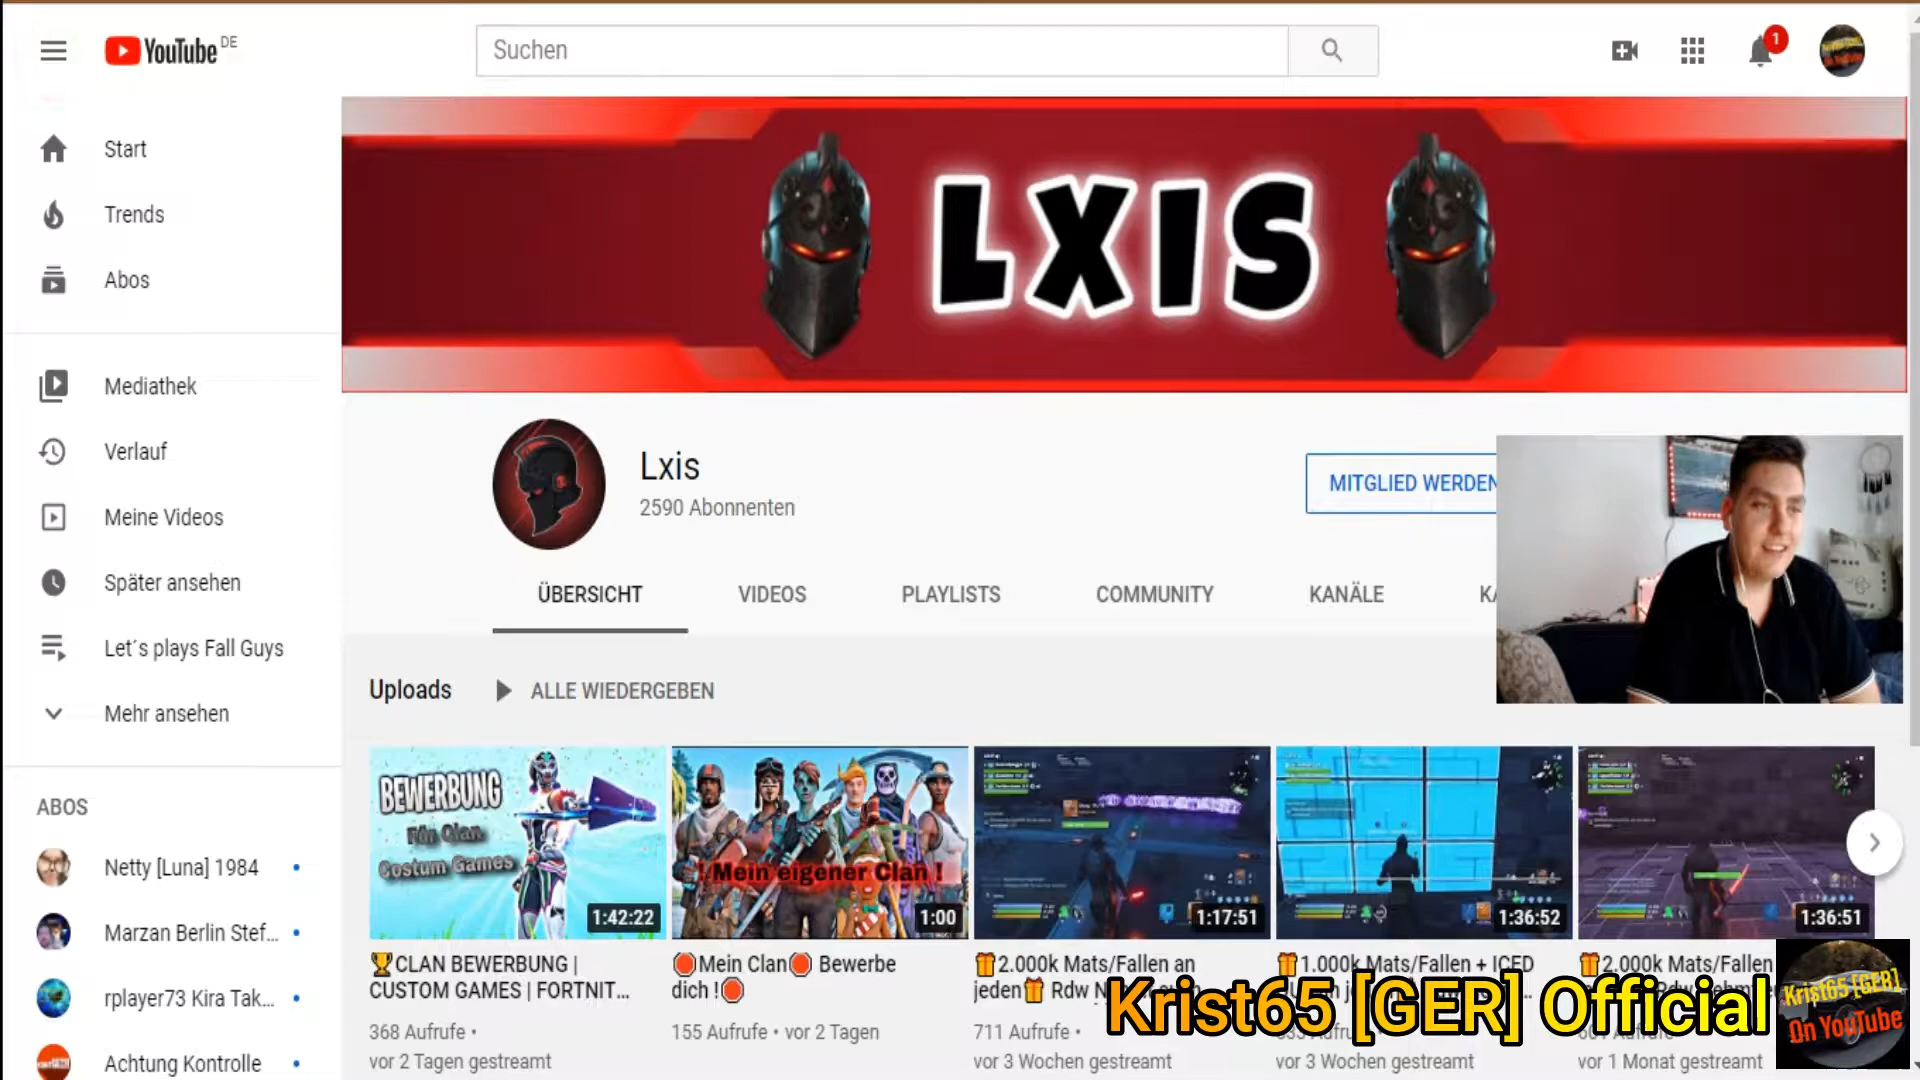 YouTube DE
Suchen
1
Start
Trends
Abos
Mediathek
Verlauf
Meine Videos
Später ansehen
Let´s plays Fall Guys
Mehr ansehen
ABOS
Netty [Luna] 1984
Marzan Berlin Stef...
rplayer73 Kira Tak...
Achtung Kontrolle
LXIS
Lxis
2590 Abonnenten
MITGLIED WERDEN
ÜBERSICHT VIDEOS PLAYLISTS COMMUNITY KANÄLE
Uploads ALLE WIEDERGEBEN
BEWERBUNG
Für Clan
Costum Games
1:42:22
! Mein eigener Clan !
1:00
1:17:51
1:36:52
1:36:51
CLAN BEWERBUNG |
CUSTOM GAMES | FORTNIT...
368 Aufrufe •
vor 2 Tagen gestreamt
Mein Clan Bewerbe
dich !
155 Aufrufe • vor 2 Tagen
2.000k Mats/Fallen an
jeden Rdw
711 Aufrufe •
vor 3 Wochen gestreamt
1.000k Mats/Fallen + ICED
vor 3 Wochen gestreamt
2.000k Mats/Fallen
vor 1 Monat gestreamt
Krist65 [GER] Official
Krist65 [GER]
On YouTube